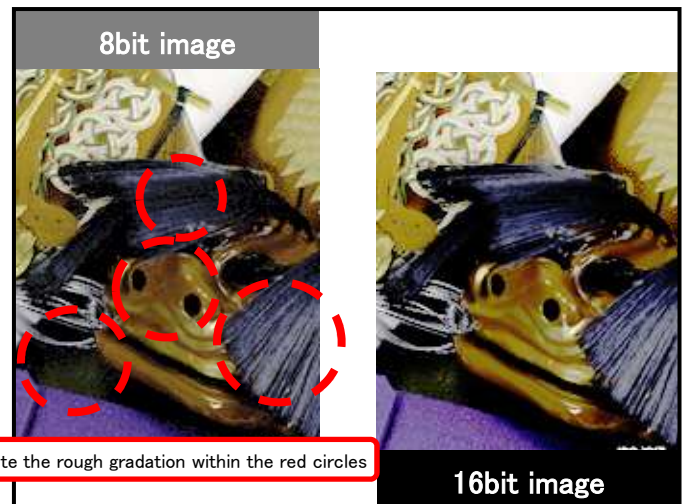 8bit image
te the rough gradation within the red circles
16bit image